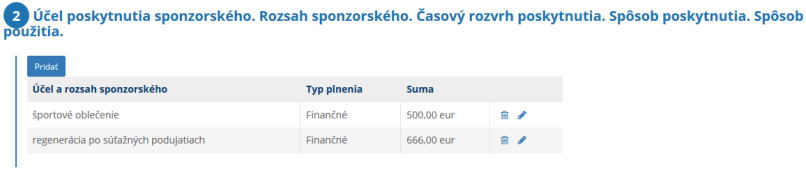 2 Účel poskytnutia sponzorského. Rozsah sponzorského. Časový rozvrh poskytnutia. Spôsob poskytnutia. Spôsob
použitia.
Pridať
Účel a rozsah sponzorského Typ plnenia Suma
športové oblečenie Finančné 500,00 eur
regenerácia po súťažných podujatiach Finančné 666,00 eur